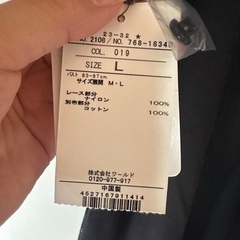 23-32 ★
NO. 2108/NO. 768-1834
COL. 019
SIZE L
バスト 83-87cm
サイズ展開 M・L
レース部分
ナイロン 100%
別布部分
コットン 100%
株式会社ワールド
0120-977-917
中国製
4527167911414